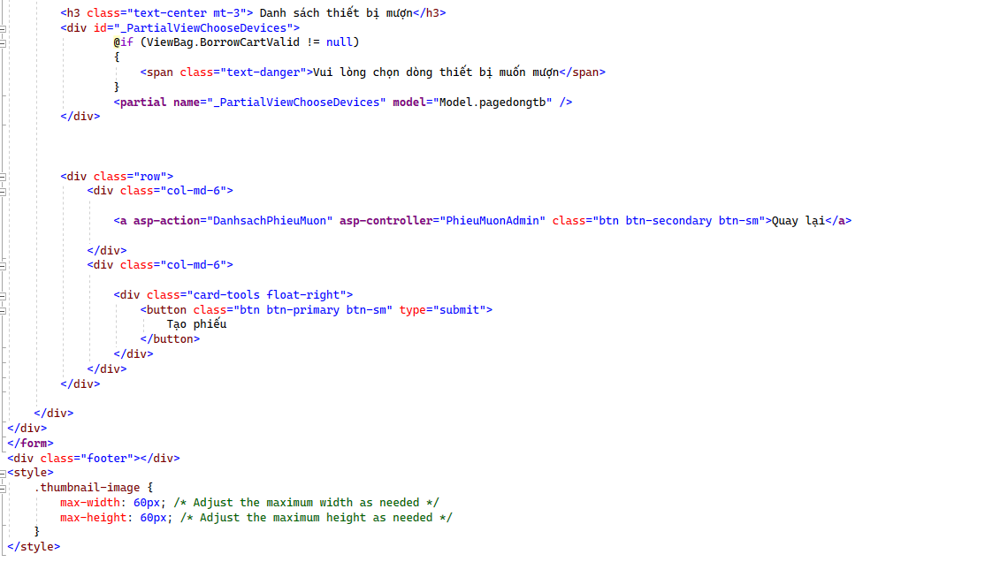 <h3 class="text-center mt-3"> Danh sách thiết bị mượn</h3>
<div id="_PartialViewChooseDevices">
@if (ViewBag.BorrowCartValid != null)
{
<span class="text-danger">Vui lòng chọn dòng thiết bị muốn mượn</span>
}
<partial name="_PartialViewChooseDevices" model="Model.pagedongtb" />
</div>
<div class="row">
<div class="col-md-6">
<a asp-action="DanhsachPhieuMuon" asp-controller="PhieuMuonAdmin" class="btn btn-secondary btn-sm">Quay lại</a>
</div>
<div class="col-md-6">
<div class="card-tools float-right">
<button class="btn btn-primary btn-sm" type="submit">
Tạo phiếu
</button>
</div>
</div>
</div>
</div>
</div>
</form>
<div class="footer"></div>
<style>
.thumbnail-image {
max-width: 60px; /* Adjust the maximum width as needed */
max-height: 60px; /* Adjust the maximum height as needed */
}
</style>